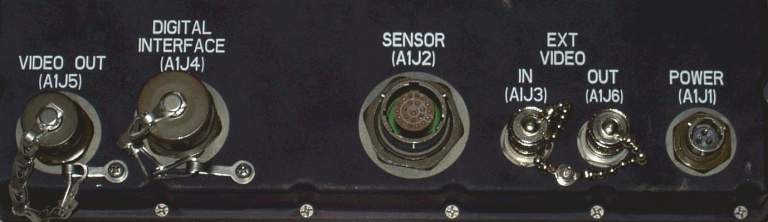 VIDEO OUT
(A1J5)
DIGITAL
INTERFACE
(A1J4)
SENSOR
(A1J2)
EXT
VIDEO
IN
(A1J3)
OUT
(A1J6)
POWER
(A1J1)